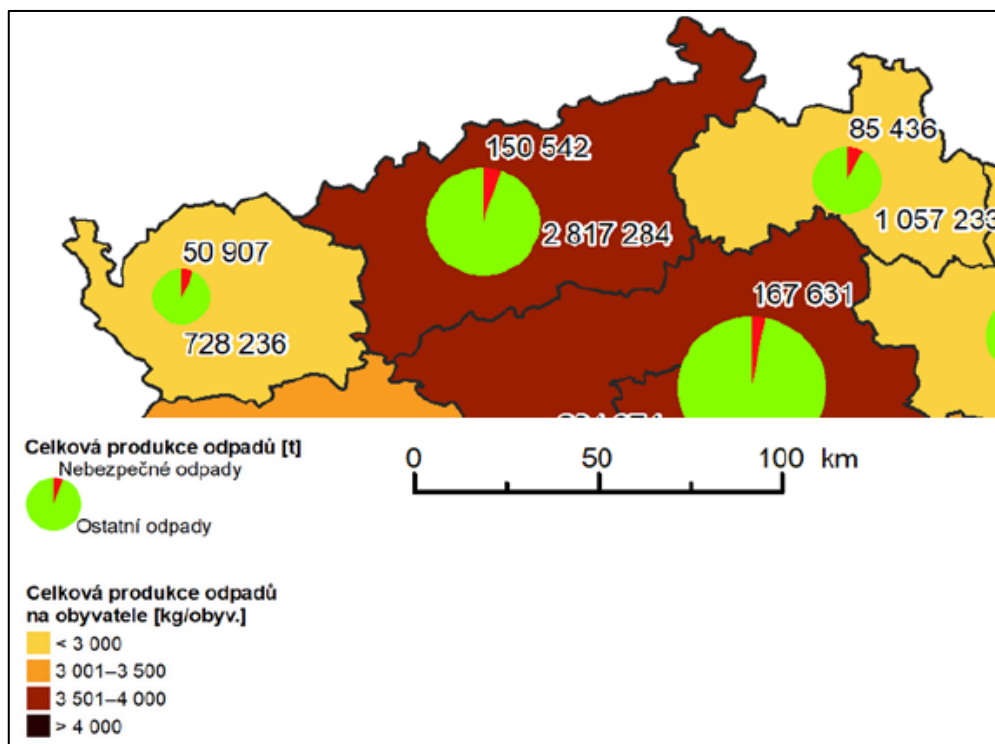 150 542
85 436
2 817 284
1 057 233
50 907
167 631
728 236
Celková produkce odpadů [t]
Nebezpečné odpady
Ostatní odpady
0 50 100 km
Celková produkce odpadů
na obyvatele [kg/obyv.]
< 3 000
3 001–3 500
3 501–4 000
> 4 000